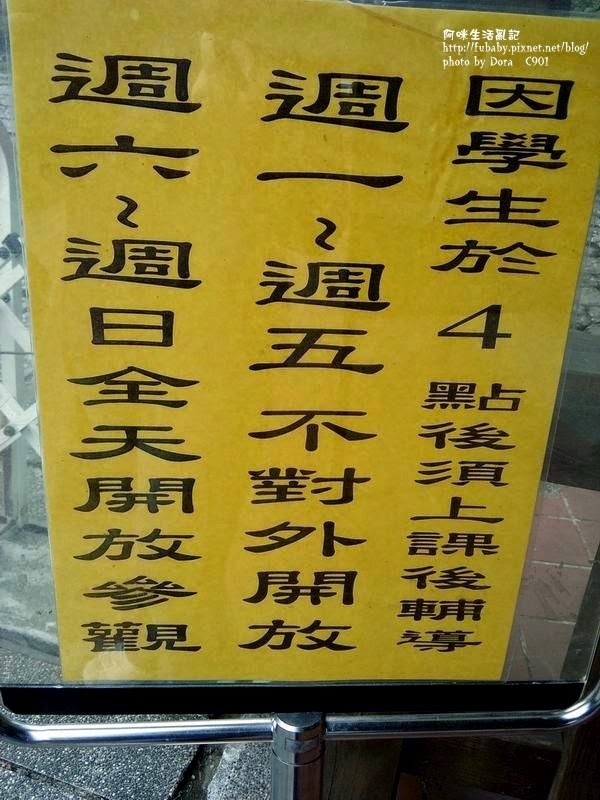 阿咪生活亂記
http://fubaby.pixnet.net/blog/
photo by Dora C901
因學生於4點後須上課後輔導
週一~週五不對外開放
週六~週日全天開放參觀